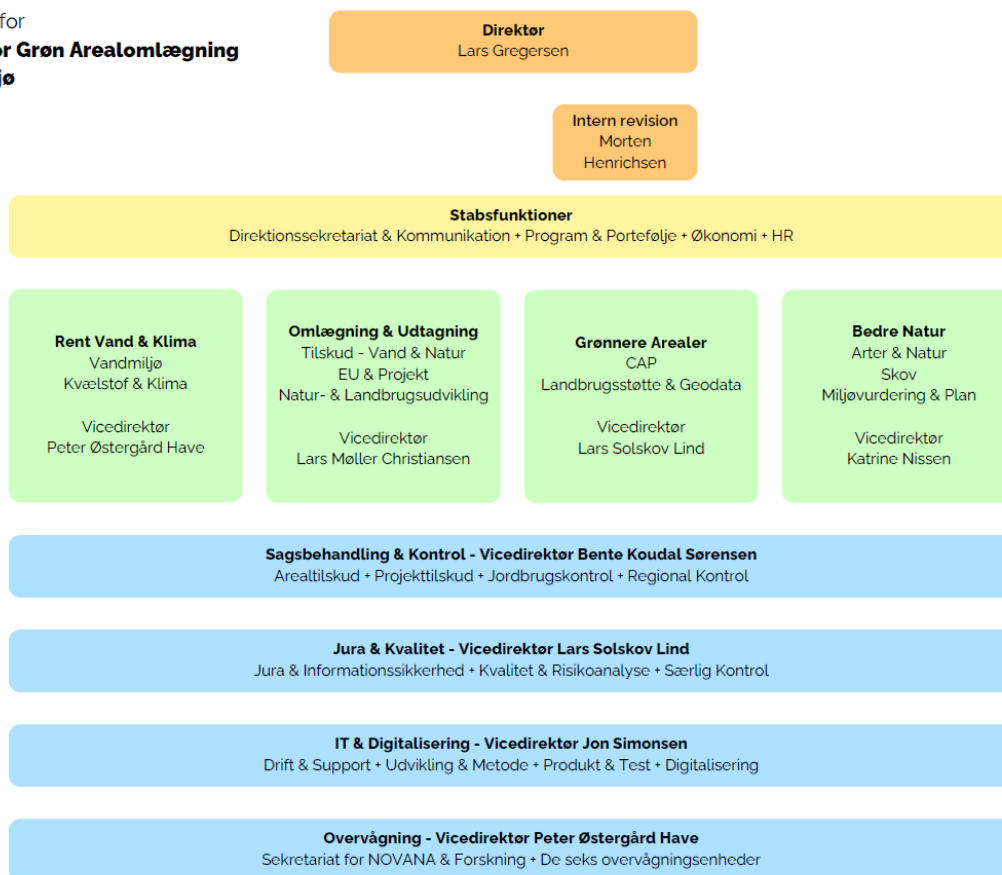 for
Grøn Arealomlægning
Direktør
Lars Gregersen
Intern revision
Morten
Henrichsen
Stabsfunktioner
Direktionssekretariat & Kommunikation + Program & Portefølje + Økonomi + HR
Rent Vand & Klima
Vandmiljø
Kvælstof & Klima
Vicedirektør
Peter Østergård Have
Omlægning & Udtagning
Tilskud - Vand & Natur
EU & Projekt
Natur- & Landbrugsudvikling
Vicedirektør
Lars Møller Christiansen
Grønnere Arealer
CAP
Landbrugsstøtte & Geodata
Vicedirektør
Lars Solskov Lind
Bedre Natur
Arter & Natur
Skov
Miljøvurdering & Plan
Vicedirektør
Katrine Nissen
Sagsbehandling & Kontrol - Vicedirektør Bente Koudal Sørensen
Arealtilskud + Projekttilskud + Jordbrugskontrol + Regional Kontrol
Jura & Kvalitet - Vicedirektør Lars Solskov Lind
Jura & Informationssikkerhed + Kvalitet & Risikoanalyse + Særlig Kontrol
IT & Digitalisering - Vicedirektør Jon Simonsen
Drift & Support + Udvikling & Metode + Produkt & Test + Digitalisering
Overvågning - Vicedirektør Peter Østergård Have
Sekretariat for NOVANA & Forskning + De seks overvågningsenheder